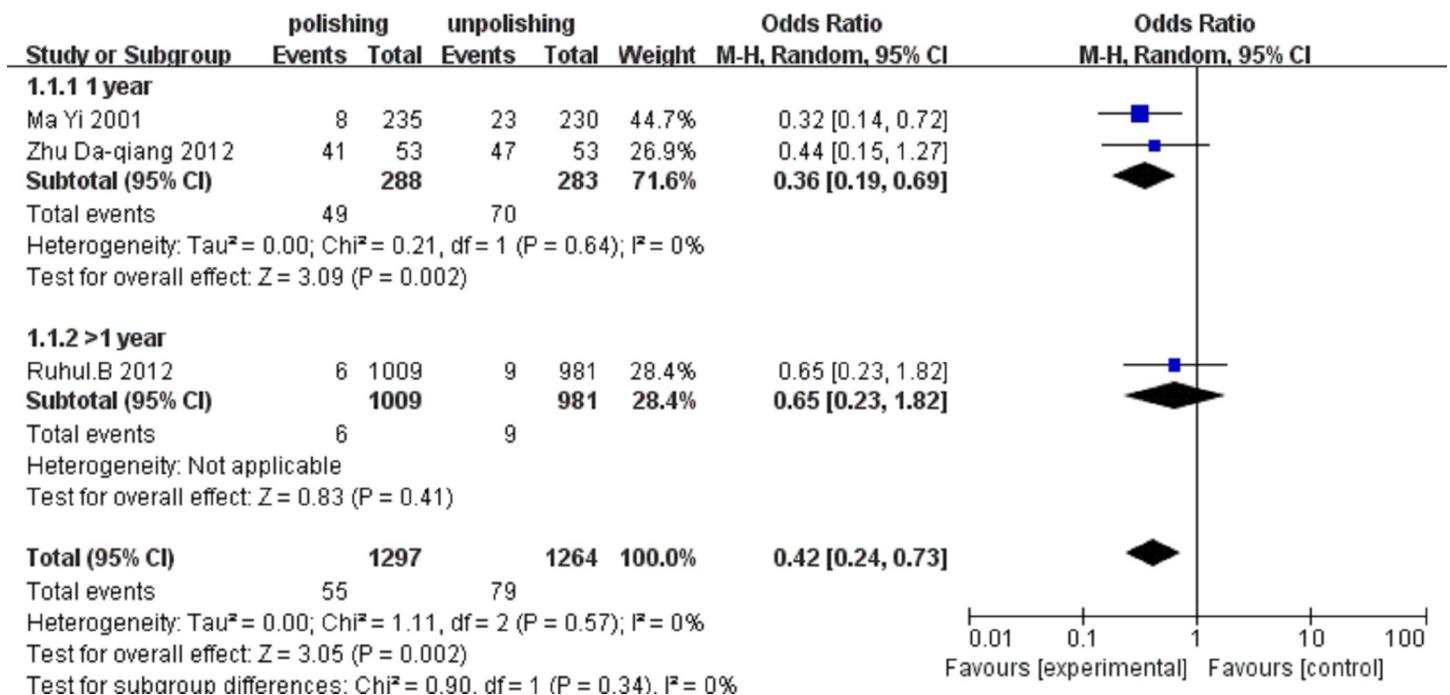 polishing unpolishing Odds Ratio Odds Ratio
Study or Subgroup Events Total Events Total Weight M-H, Random, 95% CI M-H, Random, 95% CI
1.1.1 1 year
Ma Yi 2001 8 235 23 230 44.7% 0.32 [0.14, 0.72]
Zhu Da-qiang 2012 41 53 47 53 26.9% 0.44 [0.15, 1.27]
Subtotal (95% CI) 288 283 71.6% 0.36 [0.19, 0.69]
Total events 49 70
Heterogeneity: Tau² = 0.00; Chi² = 0.21, df = 1 (P = 0.64); I² = 0%
Test for overall effect: Z = 3.09 (P = 0.002)
1.1.2 >1 year
Ruhul.B 2012 6 1009 9 981 28.4% 0.65 [0.23, 1.82]
Subtotal (95% CI) 1009 981 28.4% 0.65 [0.23, 1.82]
Total events 6 9
Heterogeneity: Not applicable
Test for overall effect: Z = 0.83 (P = 0.41)
Total (95% CI) 1297 1264 100.0% 0.42 [0.24, 0.73]
Total events 55 79
Heterogeneity: Tau² = 0.00; Chi² = 1.11, df = 2 (P = 0.57); I² = 0%
Test for overall effect: Z = 3.05 (P = 0.002)
Test for subgroup differences: Chi² = 0.90, df = 1 (P = 0.34), I² = 0%
0.01 0.1 1 10 100
Favours [experimental] Favours [control]